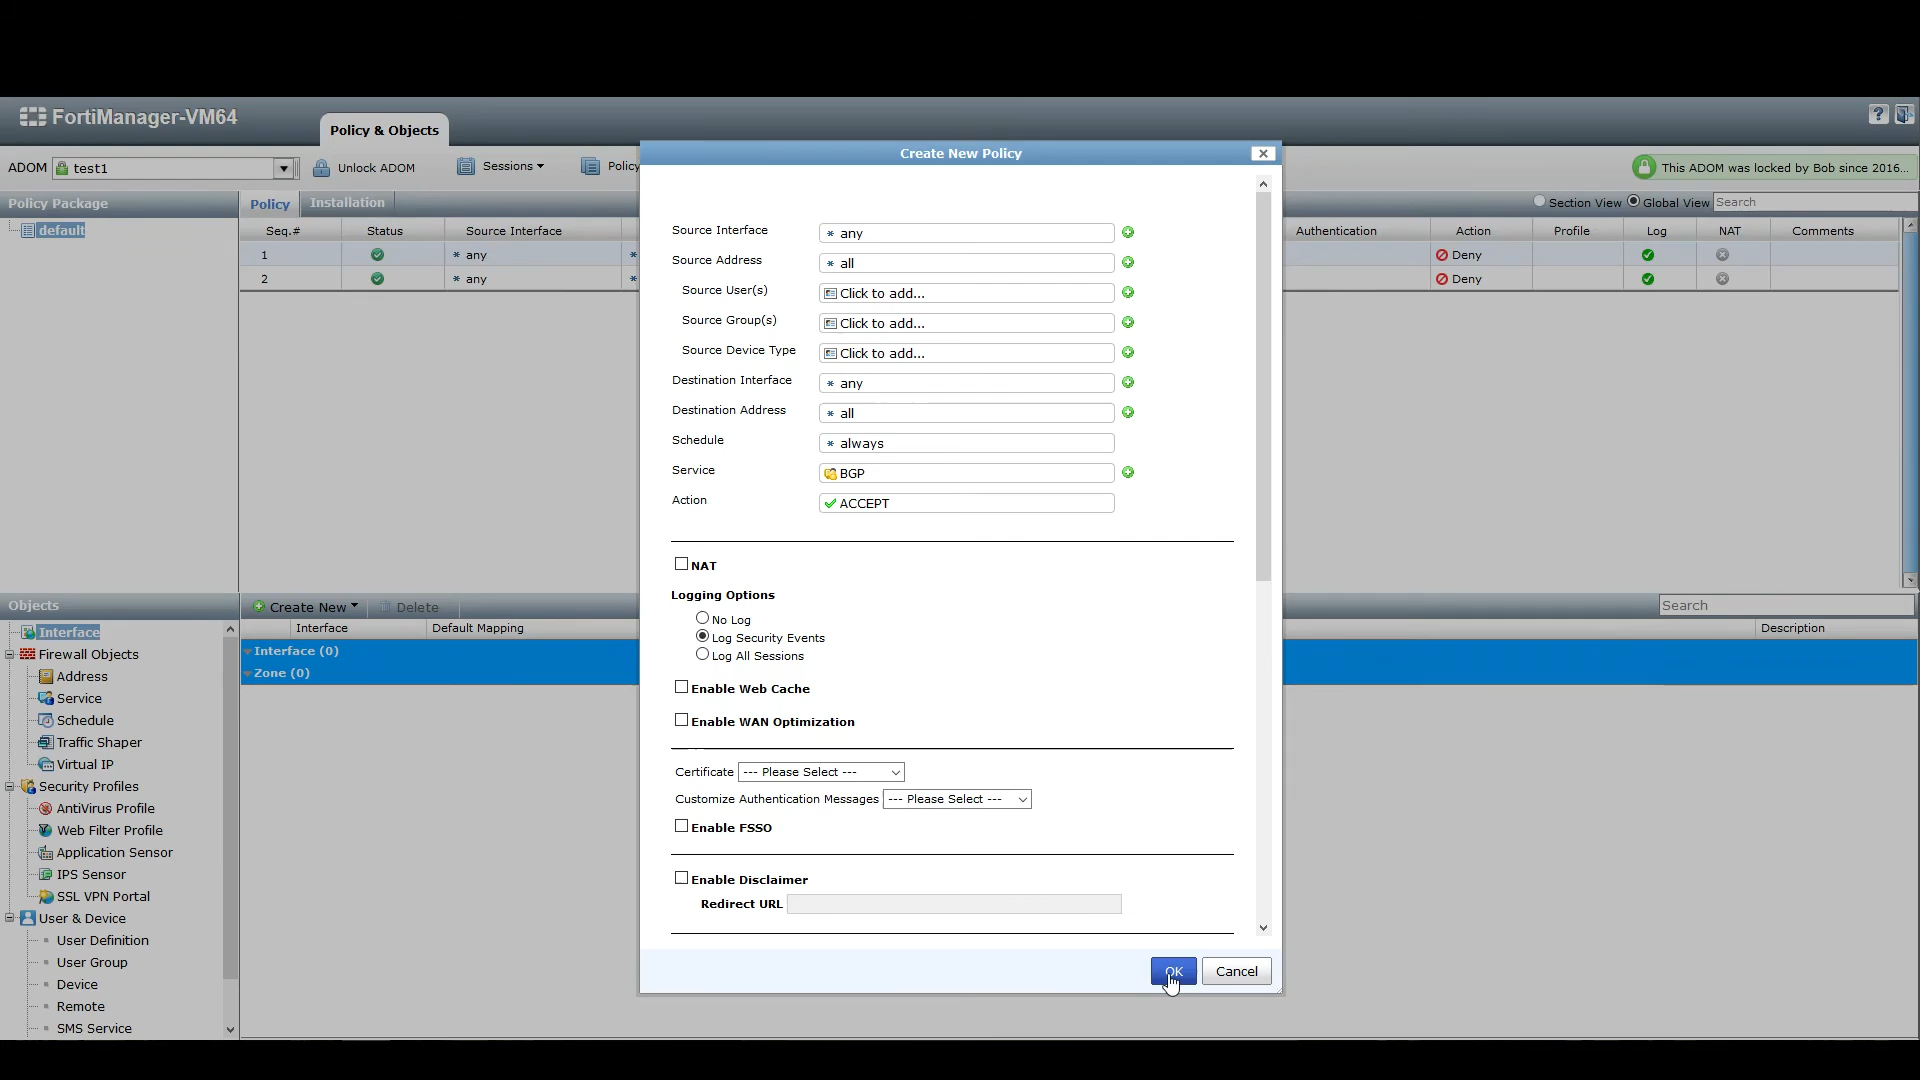 FortiManager-VM64
Policy & Objects
ADOM test1 Unlock ADOM Sessions Policy
This ADOM was locked by Bob since 2016...
Policy Package
default
Policy Installation
Section View Global View Search
Seq.# Status Source Interface Authentication Action Profile Log NAT Comments
1 * any * Deny
2 * any * Deny
Create New Policy
Source Interface * any
Source Address * all
Source User(s) Click to add...
Source Group(s) Click to add...
Source Device Type Click to add...
Destination Interface * any
Destination Address * all
Schedule * always
Service BGP
Action ACCEPT
NAT
Logging Options
No Log
Log Security Events
Log All Sessions
Enable Web Cache
Enable WAN Optimization
Certificate --- Please Select ---
Customize Authentication Messages --- Please Select ---
Enable FSSO
Enable Disclaimer
Redirect URL
OK Cancel
Objects
Interface
Firewall Objects
Address
Service
Schedule
Traffic Shaper
Virtual IP
Security Profiles
AntiVirus Profile
Web Filter Profile
Application Sensor
IPS Sensor
SSL VPN Portal
User & Device
User Definition
User Group
Device
Remote
SMS Service
Create New Delete Search
Interface Default Mapping Description
Interface (0)
Zone (0)